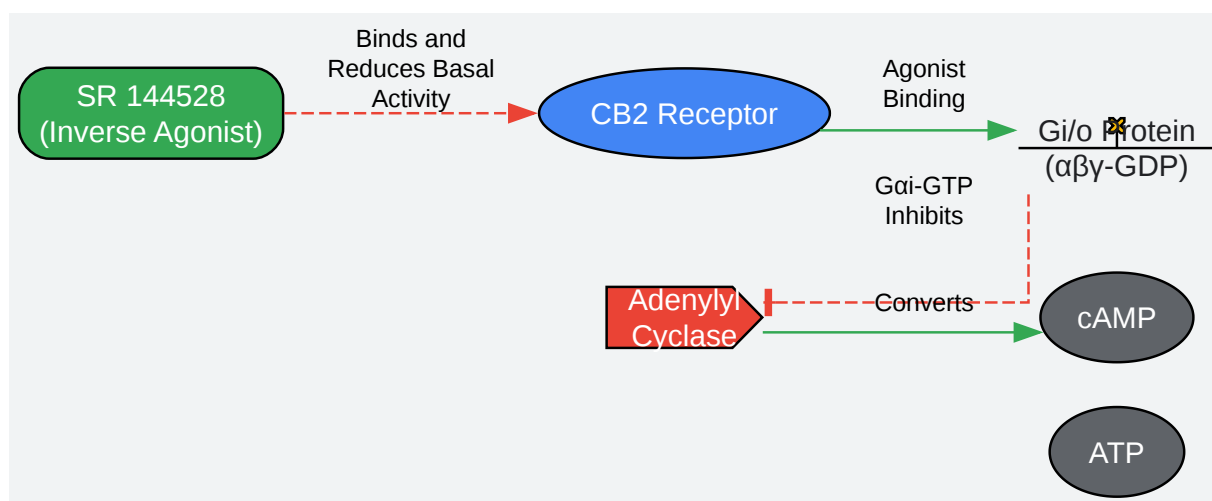 SR 144528
(Inverse Agonist)
Binds and
Reduces Basal
Activity
CB2 Receptor
Agonist
Binding
Gi/o Protein
(αβγ-GDP)
Gαi-GTP
Inhibits
Adenylyl
Cyclase
Converts
cAMP
ATP